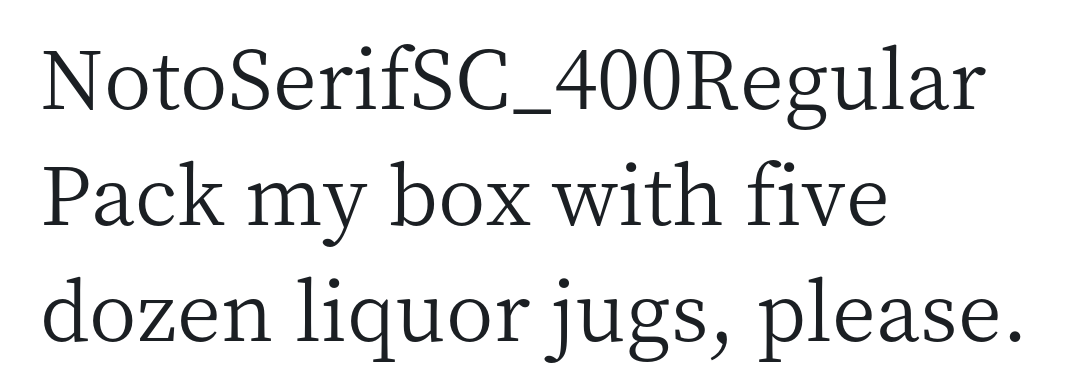 NotoSerifSC_400Regular
Pack my box with five
dozen liquor jugs, please.